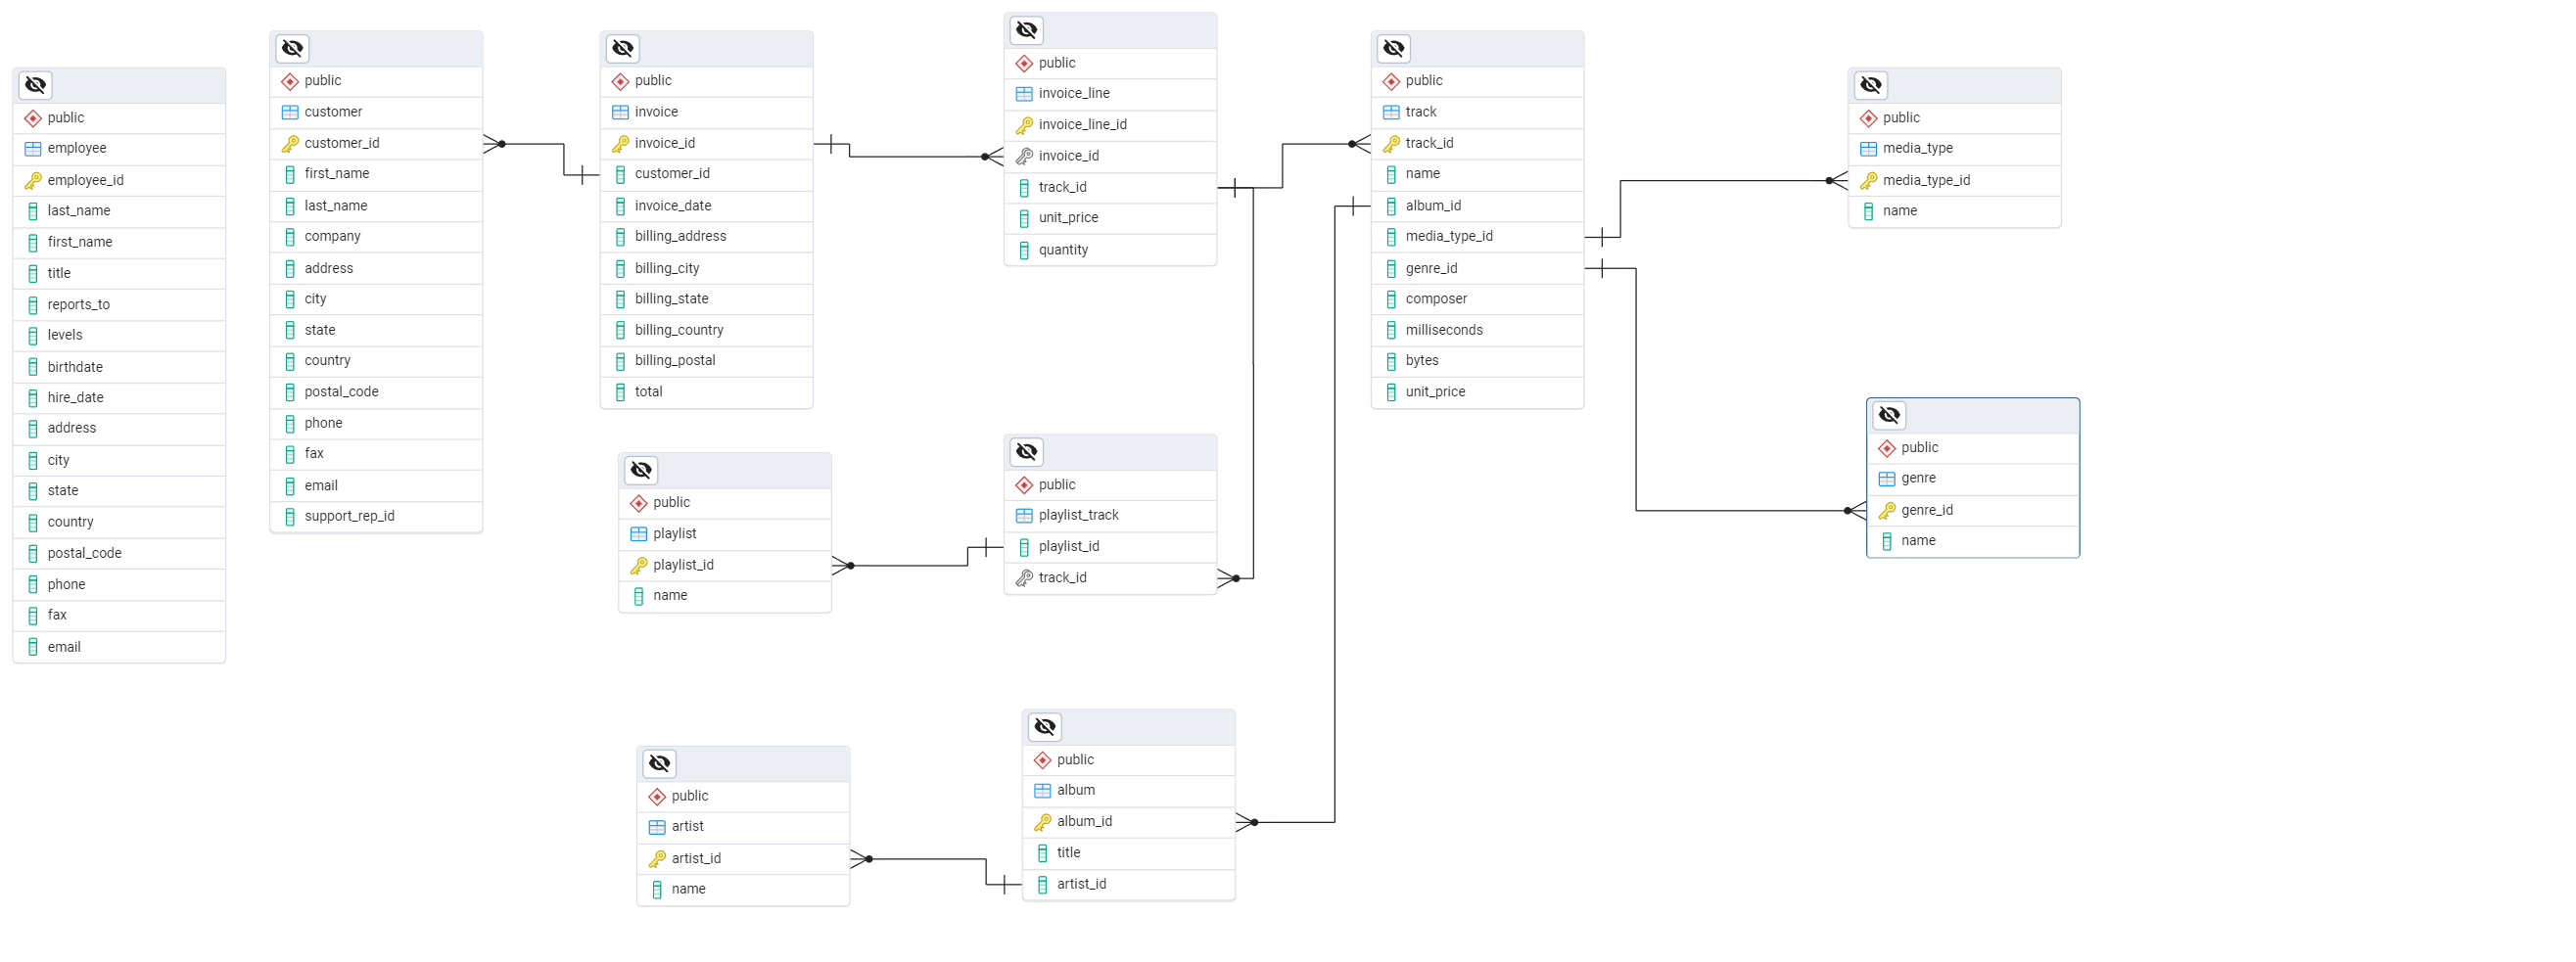 public
employee
employee_id
last_name
first_name
title
reports_to
levels
birthdate
hire_date
address
city
state
country
postal_code
phone
fax
email
public
customer
customer_id
first_name
last_name
company
address
city
state
country
postal_code
phone
fax
email
support_rep_id
public
invoice
invoice_id
customer_id
invoice_date
billing_address
billing_city
billing_state
billing_country
billing_postal
total
public
invoice_line
invoice_line_id
invoice_id
track_id
unit_price
quantity
public
track
track_id
name
album_id
media_type_id
genre_id
composer
milliseconds
bytes
unit_price
public
media_type
media_type_id
name
public
playlist
playlist_id
name
public
playlist_track
playlist_id
track_id
public
genre
genre_id
name
public
artist
artist_id
name
public
album
album_id
title
artist_id